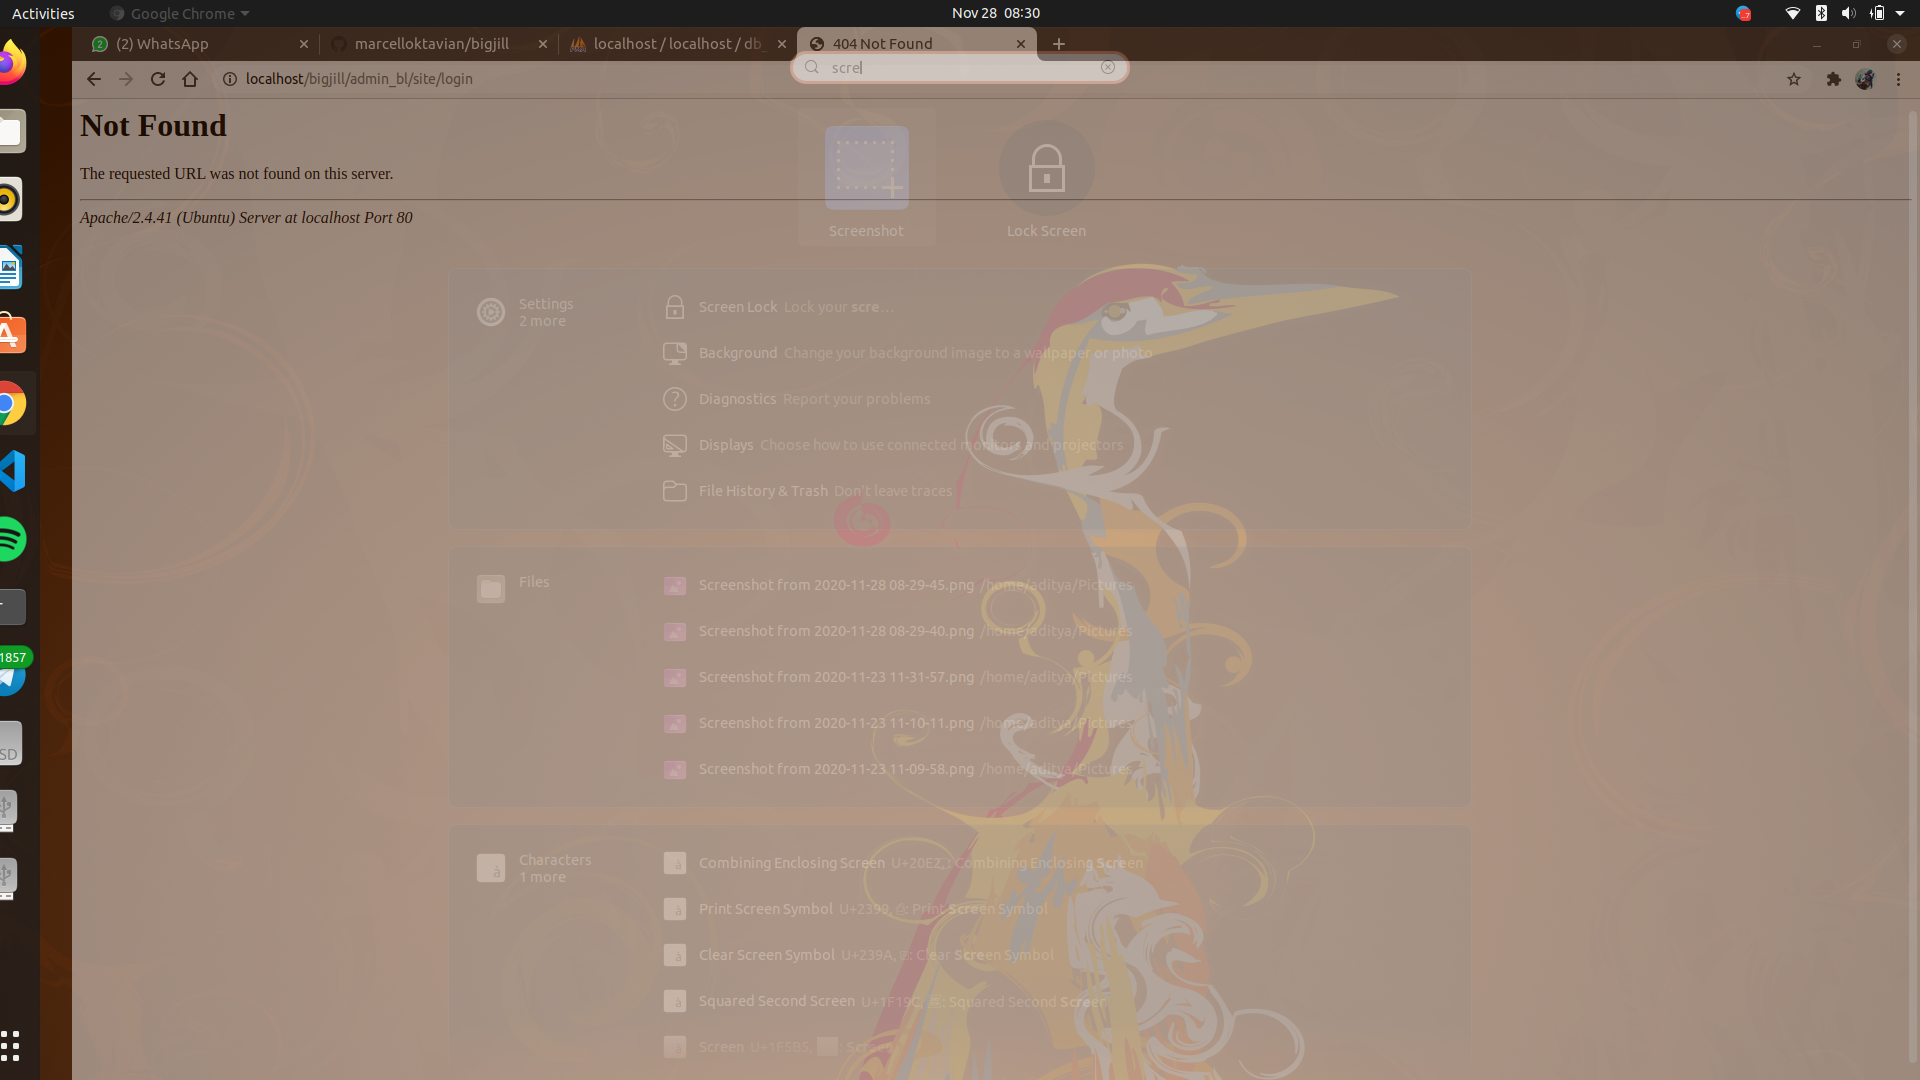 Activities
Google Chrome
Nov 28 08:30
(2) WhatsApp
marcelloktavian/bigjill
localhost / localhost / db_
404 Not Found
localhost/bigjill/admin_bl/site/login
scre
Not Found
The requested URL was not found on this server.
Apache/2.4.41 (Ubuntu) Server at localhost Port 80
Screenshot
Lock Screen
Settings
2 more
Screen Lock Lock your scre...
Background Change your background image to a wallpaper or photo
Diagnostics Report your problems
Displays Choose how to use connected monitors and projectors
File History & Trash Don't leave traces
Files
Screenshot from 2020-11-28 08-29-45.png /home/aditya/Pictures
Screenshot from 2020-11-28 08-29-40.png /home/aditya/Pictures
Screenshot from 2020-11-23 11-31-57.png /home/aditya/Pictures
Screenshot from 2020-11-23 11-10-11.png /home/aditya/Pictures
Screenshot from 2020-11-23 11-09-58.png /home/aditya/Pictures
1857
SD
Characters
1 more
Combining Enclosing Screen U+20E2, : Combining Enclosing Screen
Print Screen Symbol U+2399, ⎙: Print Screen Symbol
Clear Screen Symbol U+239A, ⎚: Clear Screen Symbol
Squared Second Screen U+1F19C, : Squared Second Screen
Screen U+1F5B5, : Screen